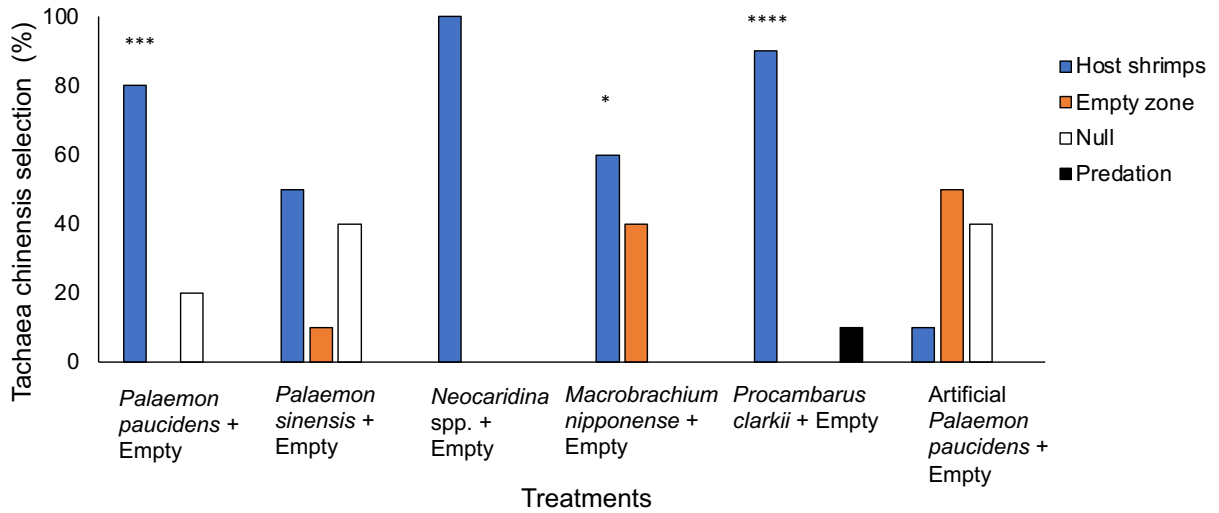 Tachaea chinensis selection (%)
100
80
60
40
20
0
***
*
****
Host shrimps
Empty zone
Null
Predation
Palaemon
paucidens +
Empty
Palaemon
sinensis +
Empty
Neocaridina
spp. +
Empty
Macrobrachium
nipponense +
Empty
Procambarus
clarkii + Empty
Artificial
Palaemon
paucidens +
Empty
Treatments